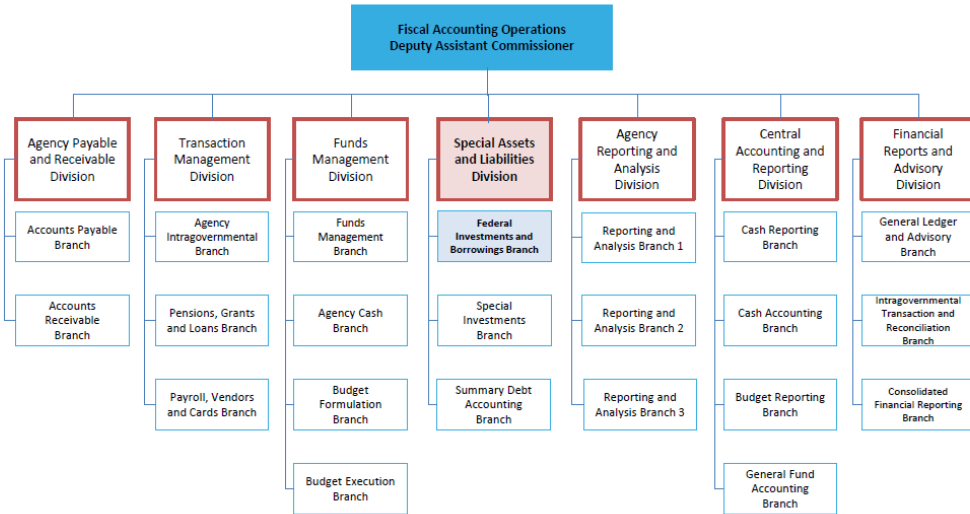 Fiscal Accounting Operations
Deputy Assistant Commissioner
Agency Payable
and Receivable
Division
Accounts Payable
Branch
Accounts
Receivable Branch
Transaction
Management
Division
Agency
Intragovernmental
Branch
Pensions, Grants
and Loans Branch
Payroll, Vendors
and Cards Branch
Funds
Management
Division
Funds
Management
Branch
Agency Cash
Branch
Budget
Formulation
Branch
Budget Execution
Branch
Special Assets
and Liabilities
Division
Federal
Investments and
Borrowings Branch
Special
Investments
Branch
Summary Debt
Accounting
Branch
Agency
Reporting and
Analysis
Division
Reporting and
Analysis Branch 1
Reporting and
Analysis Branch 2
Reporting and
Analysis Branch 3
Central
Accounting and
Reporting
Division
Cash Reporting
Branch
Cash Accounting
Branch
Budget Reporting
Branch
General Fund
Accounting
Branch
Financial
Reports and
Advisory
Division
General Ledger
and Advisory
Branch
Intragovernmental
Transaction and
Reconciliation
Branch
Consolidated
Financial Reporting
Branch